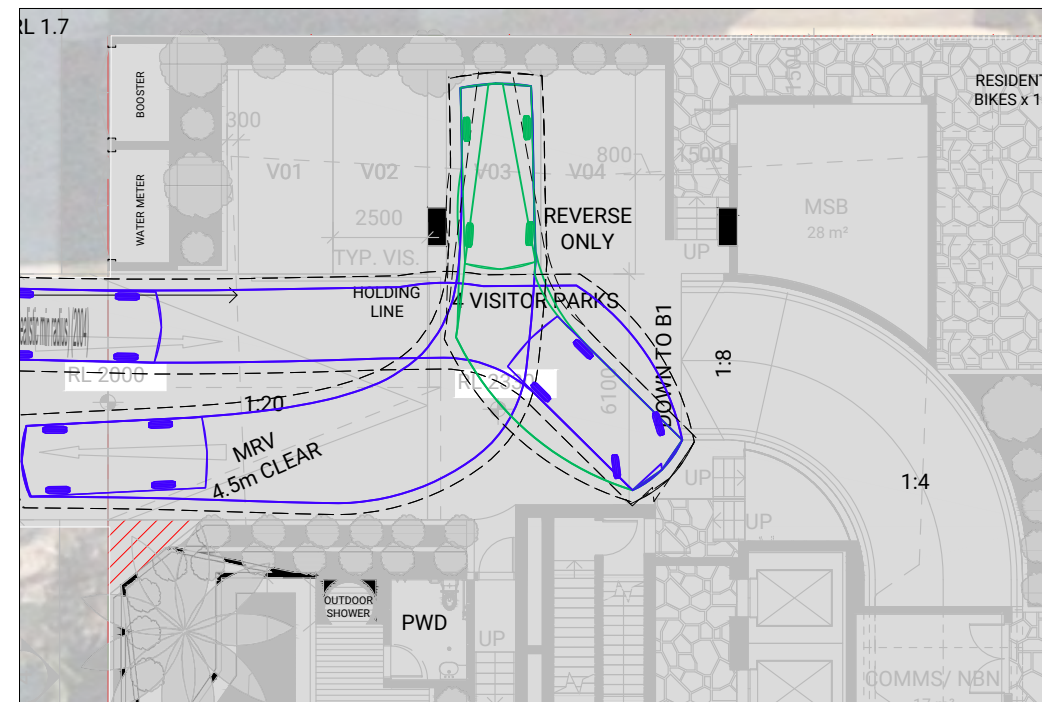 RL 1.7
BOOSTER
WATER METER
300
V01
V02
V03
V04
800
1500
1500
RESIDENT
BIKES x 1
MSB
28 m²
2500
TYP. VIS.
REVERSE
ONLY
UP
HOLDING
LINE
4 VISITOR PARKS
DOWN TO B1
1:8
RL 2000
6100
1:20
MRV
4.5m CLEAR
1:4
UP
UP
OUTDOOR
SHOWER
PWD
UP
COMMS/ NBN